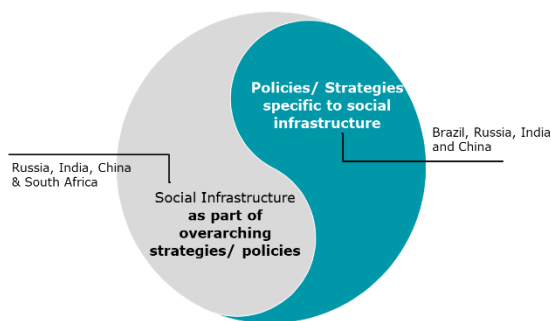 Policies/ Strategies
specific to social
infrastructure
Brazil, Russia, India
and China
Russia, India, China
& South Africa
Social Infrastructure
as part of
overarching
strategies/ policies